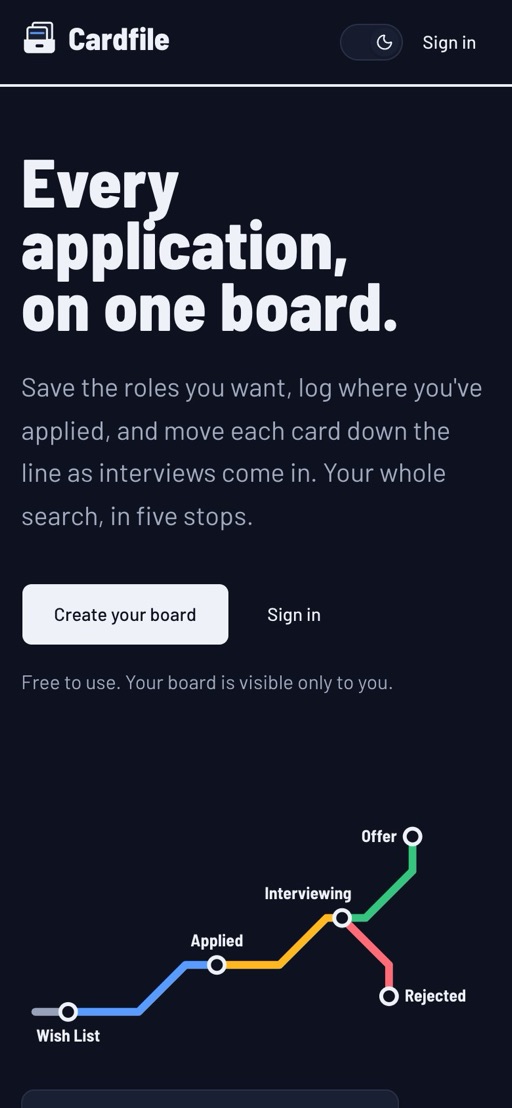 Cardfile
Sign in
Every
application,
on one board.
Save the roles you want, log where you've
applied, and move each card down the
line as interviews come in. Your whole
search, in five stops.
Create your board
Sign in
Free to use. Your board is visible only to you.
Offer
Interviewing
Applied
Rejected
Wish List